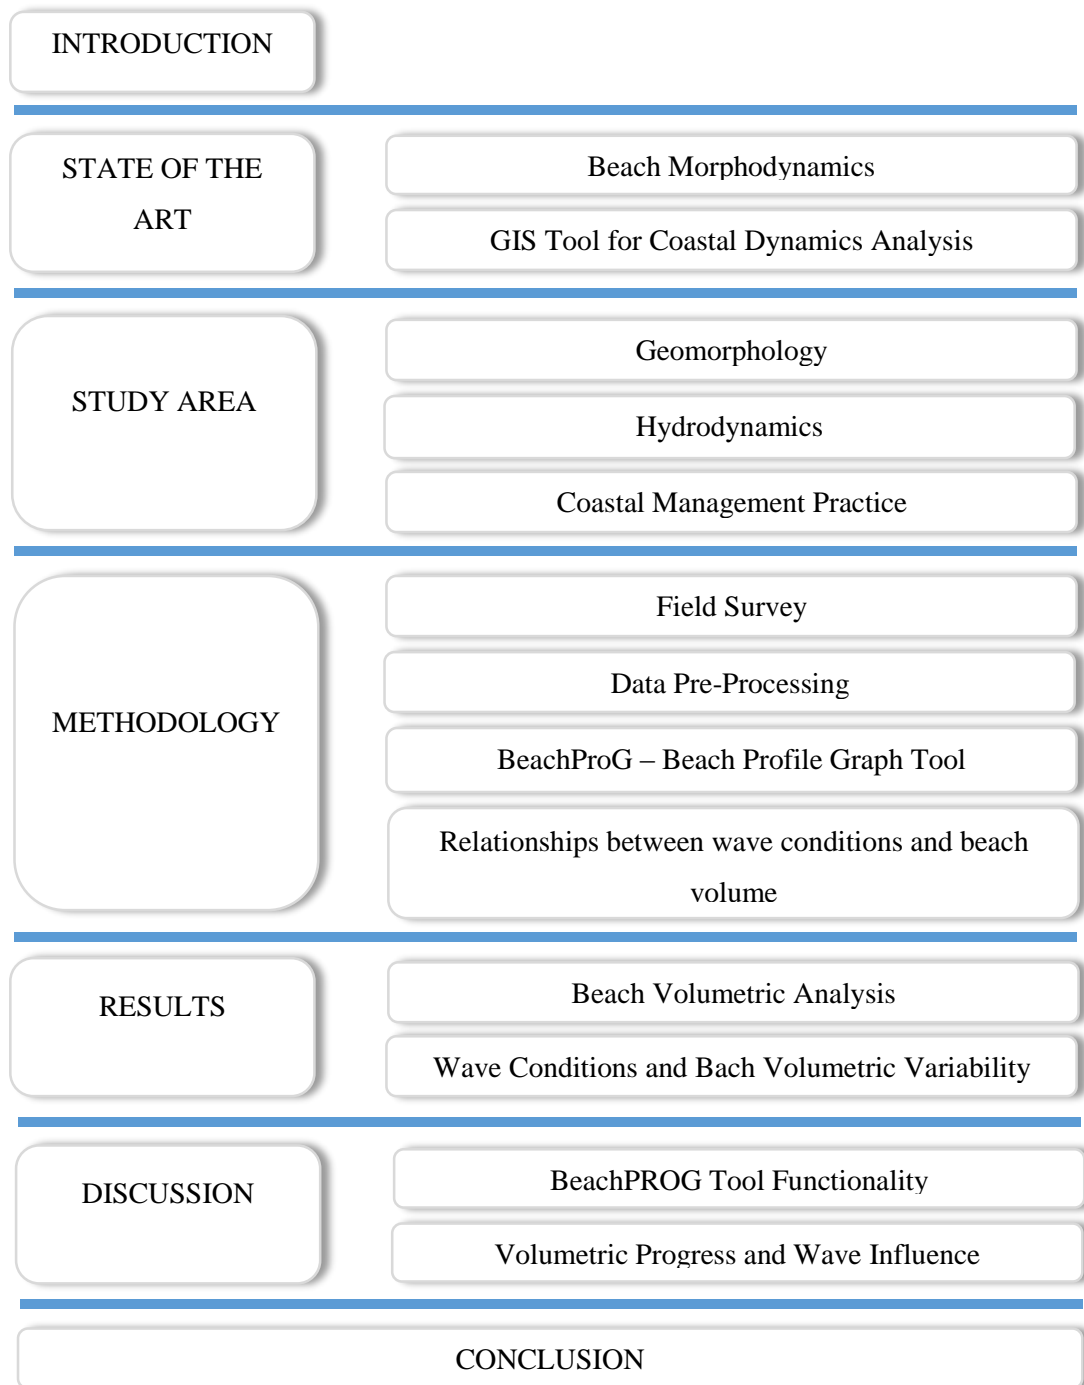 INTRODUCTION
STATE OF THE
ART
Beach Morphodynamics
GIS Tool for Coastal Dynamics Analysis
STUDY AREA
Geomorphology
Hydrodynamics
Coastal Management Practice
METHODOLOGY
Field Survey
Data Pre-Processing
BeachProG – Beach Profile Graph Tool
Relationships between wave conditions and beach
volume
RESULTS
Beach Volumetric Analysis
Wave Conditions and Bach Volumetric Variability
DISCUSSION
BeachPROG Tool Functionality
Volumetric Progress and Wave Influence
CONCLUSION